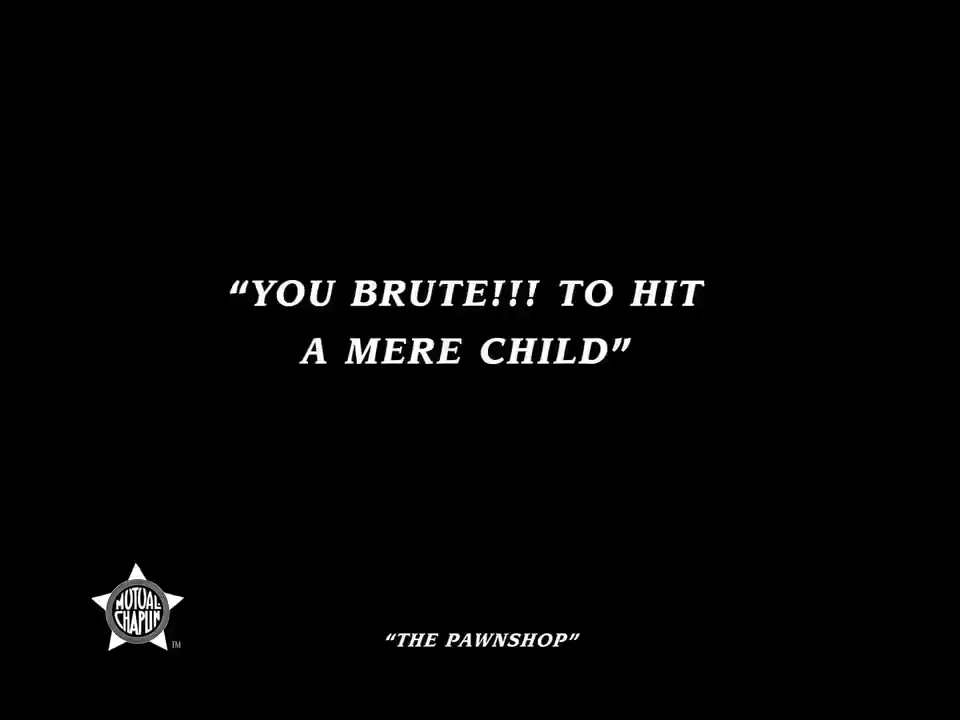 “YOU BRUTE!!! TO HIT
A MERE CHILD”
MUTUAL-
CHAPLIN
TM
“THE PAWNSHOP”